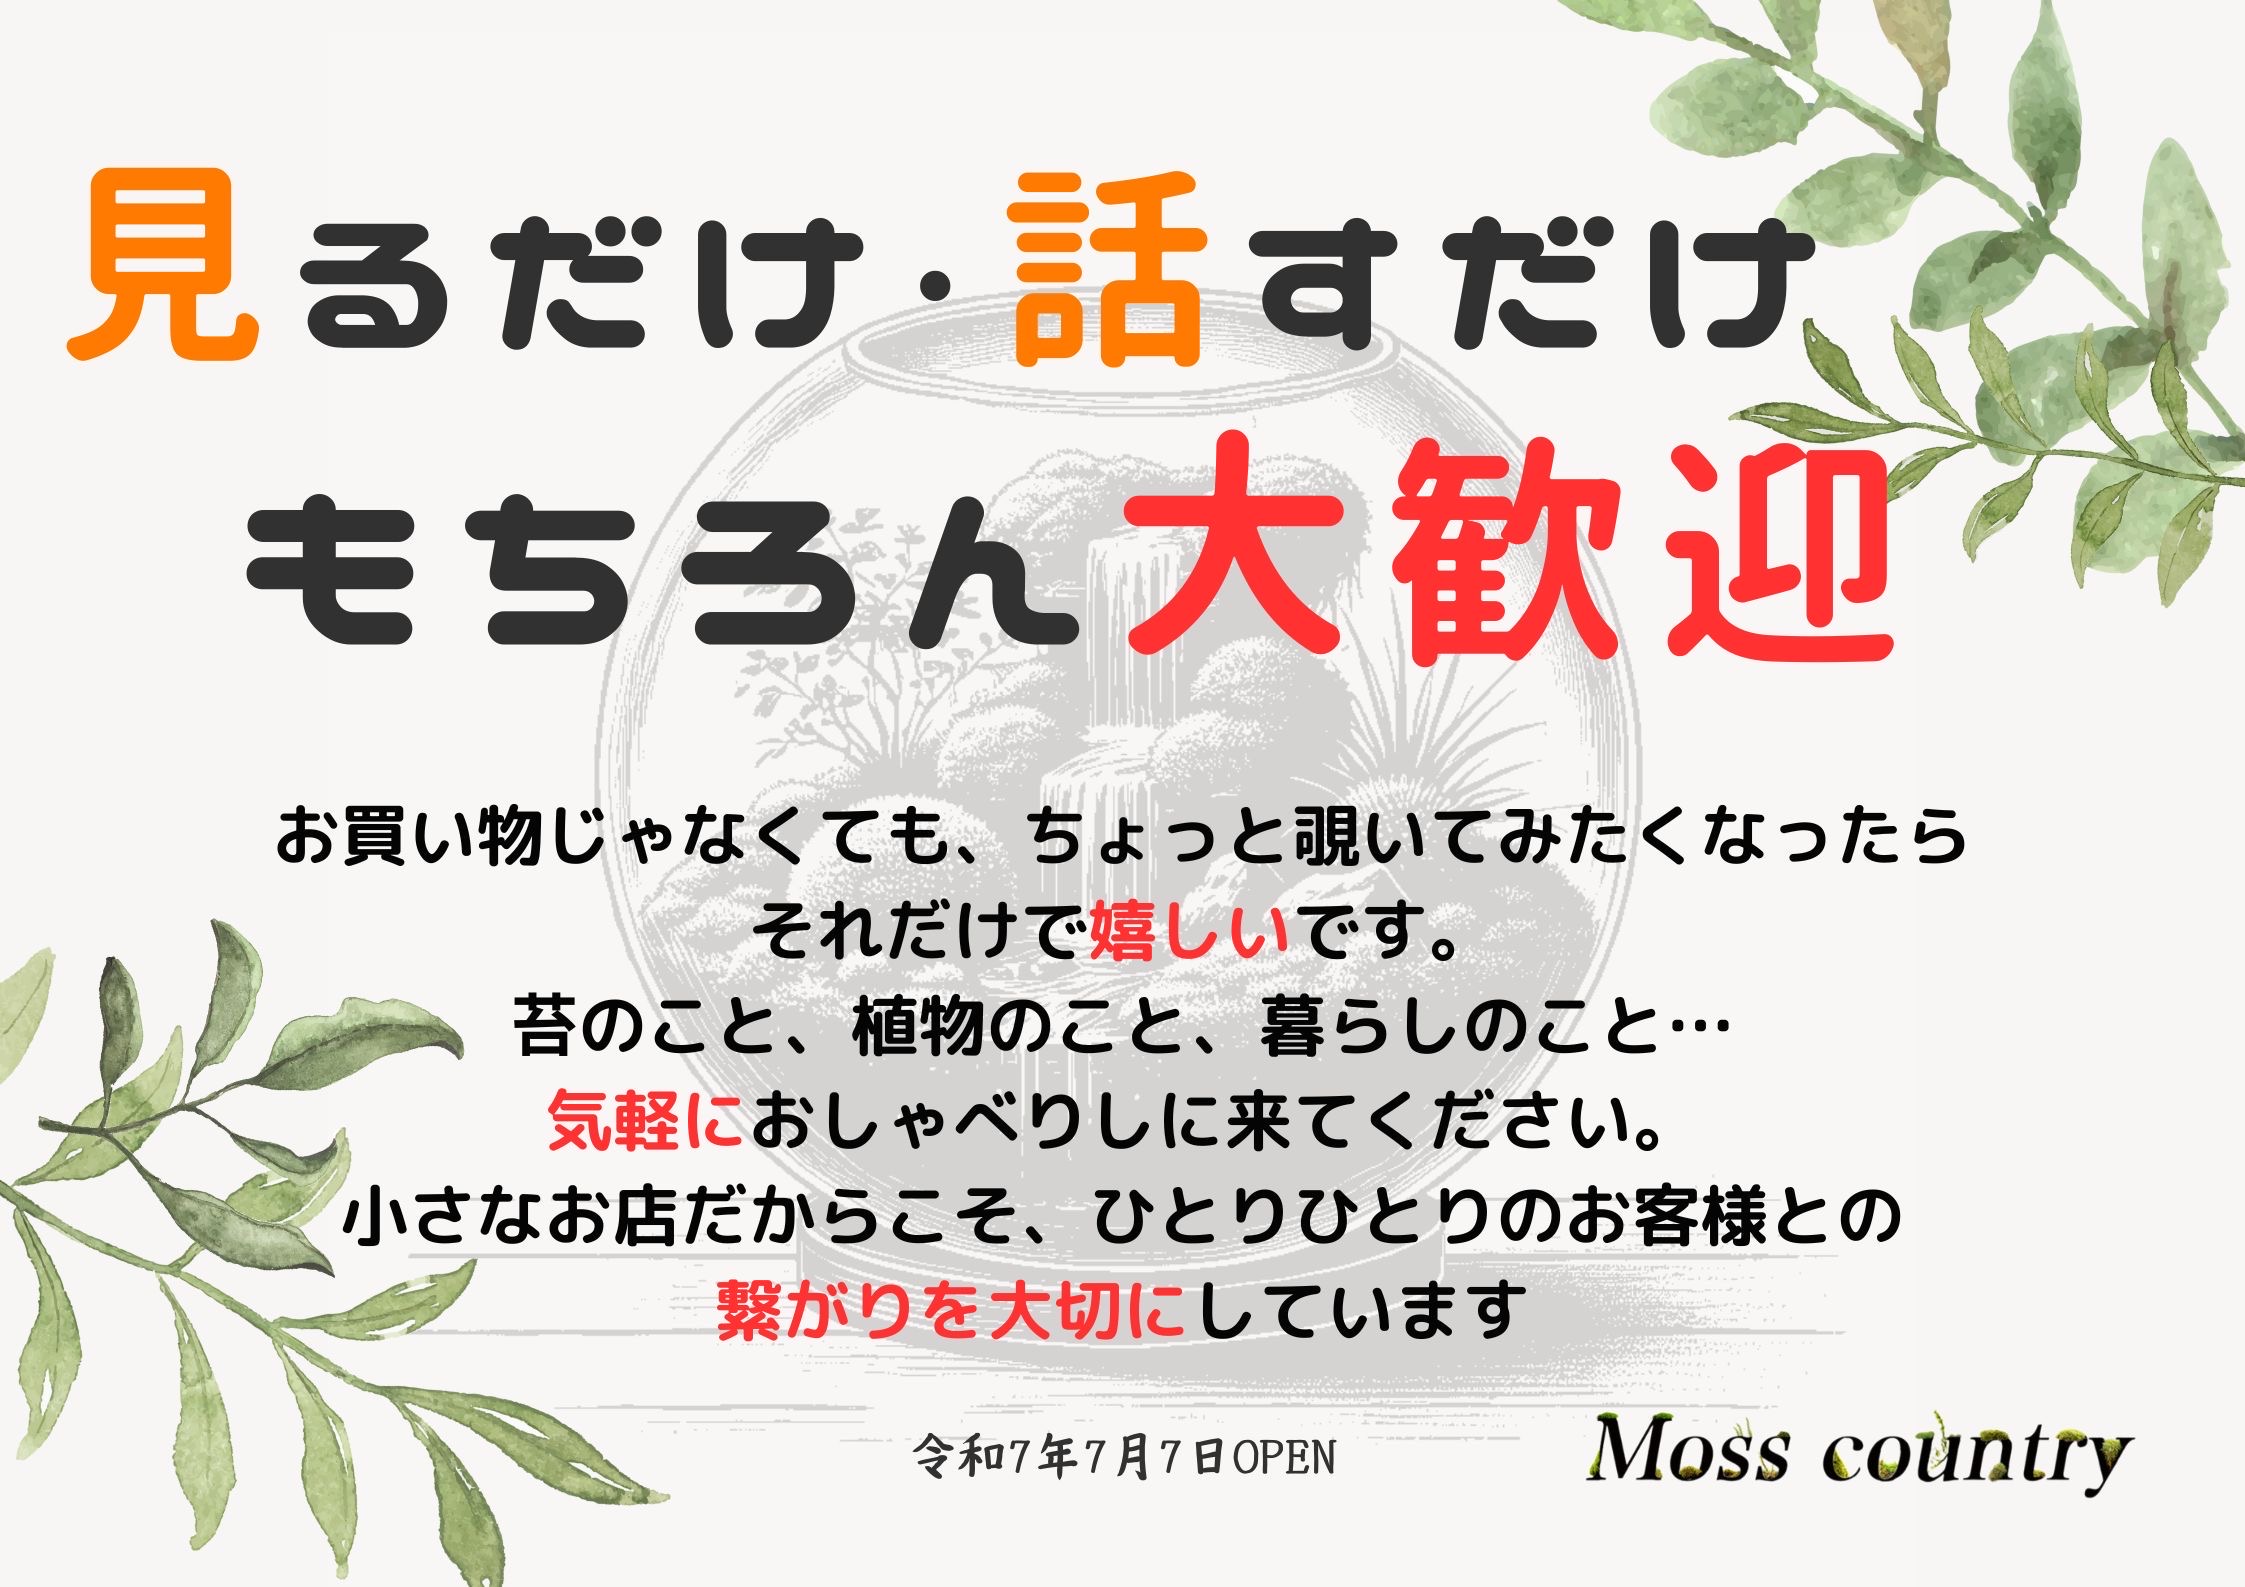 見るだけ・話すだけ
もちろん大歓迎
お買い物じゃなくても、ちょっと覗いてみたくなったら
それだけで嬉しいです。
苔のこと、植物のこと、暮らしのこと…
気軽におしゃべりしに来てください。
小さなお店だからこそ、ひとりひとりのお客様との
繋がりを大切にしています
令和7年7月7日OPEN
Moss country